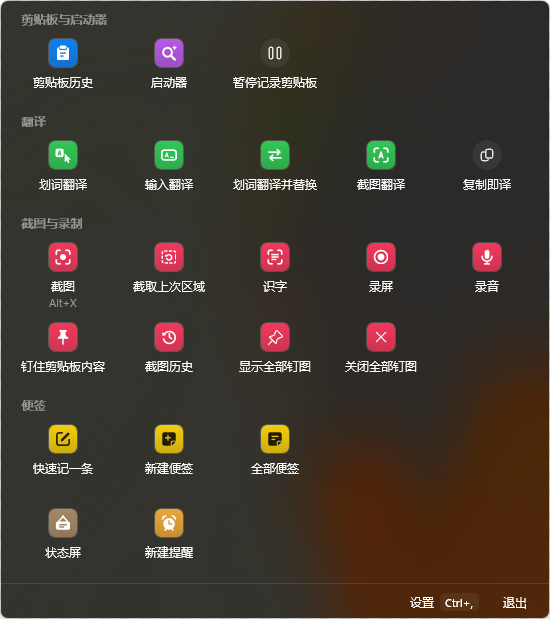 剪贴板与启动器
剪贴板历史
启动器
暂停记录剪贴板
翻译
划词翻译
输入翻译
划词翻译并替换
截图翻译
复制即译
截图与录制
截图
Alt+X
截取上次区域
识字
录屏
录音
钉住剪贴板内容
截图历史
显示全部钉图
关闭全部钉图
便签
快速记一条
新建便签
全部便签
状态屏
新建提醒
设置 Ctrl+, 退出